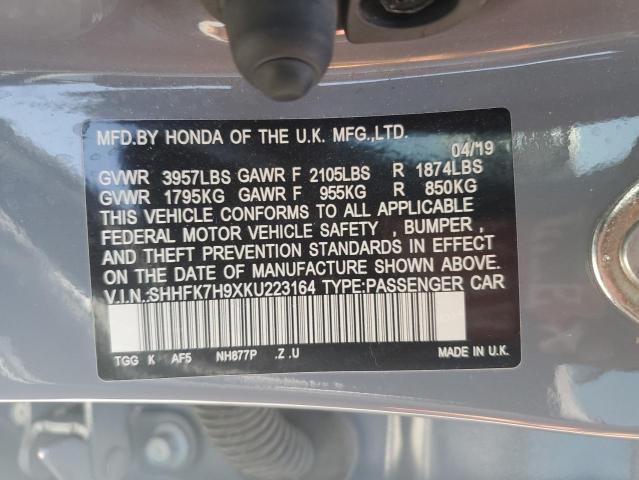 MFD.BY HONDA OF THE U.K. MFG.,LTD.
04/19
GVWR 3957LBS GAWR F 2105LBS R 1874LBS
GVWR 1795KG GAWR F 955KG R 850KG
THIS VEHICLE CONFORMS TO ALL APPLICABLE
FEDERAL MOTOR VEHICLE SAFETY , BUMPER ,
AND THEFT PREVENTION STANDARDS IN EFFECT
ON THE DATE OF MANUFACTURE SHOWN ABOVE.
V.I.N.:SHHFK7H9XKU223164 TYPE:PASSENGER CAR
TGG K AF5 NH877P .Z .U MADE IN U.K.